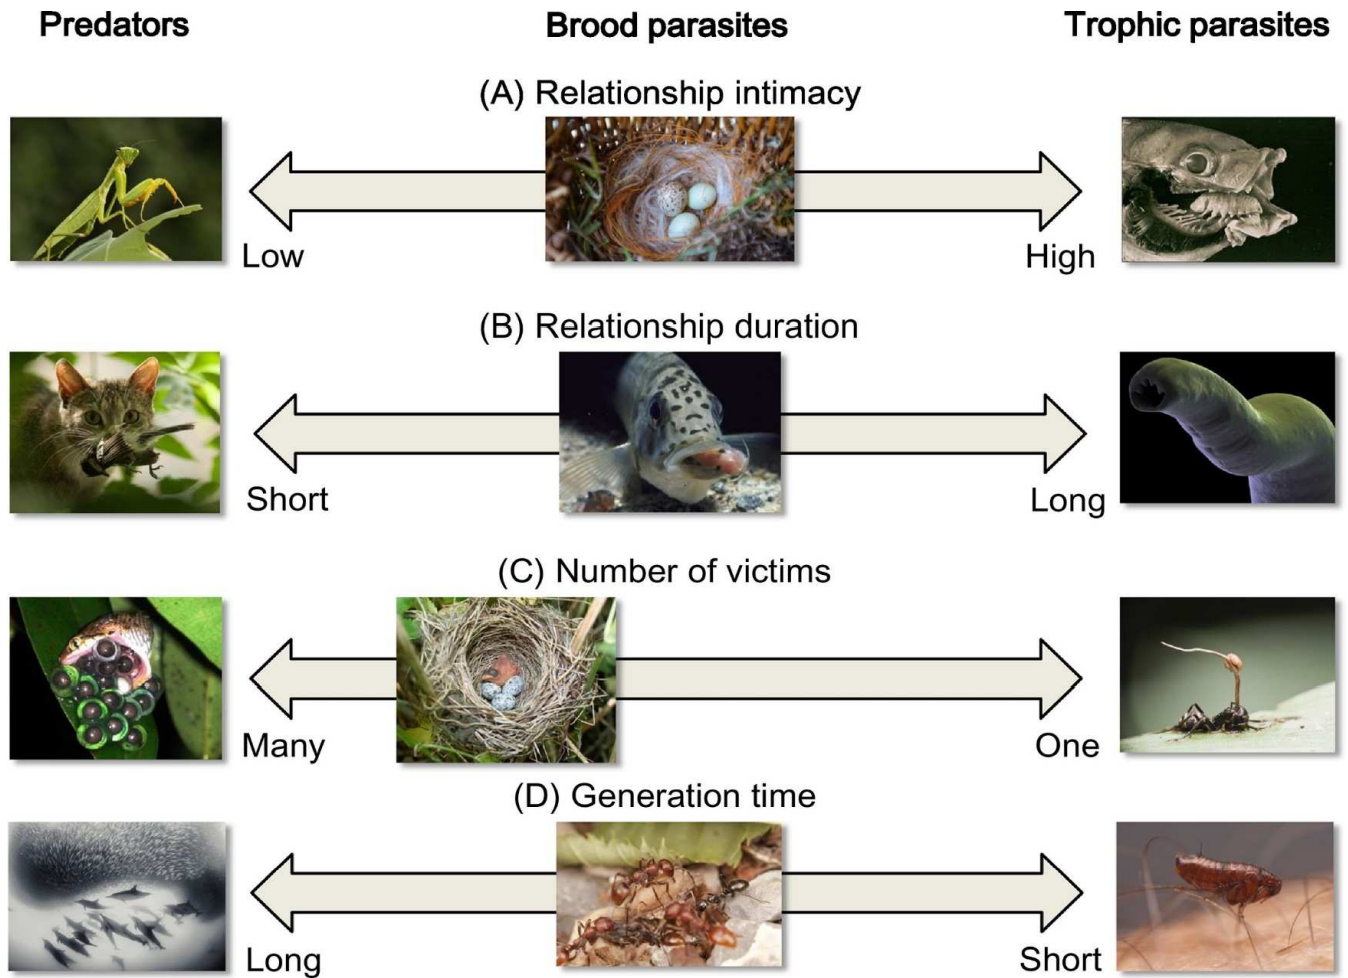 Predators Brood parasites Trophic parasites
(A) Relationship intimacy
Low High
(B) Relationship duration
Short Long
(C) Number of victims
Many One
(D) Generation time
Long Short